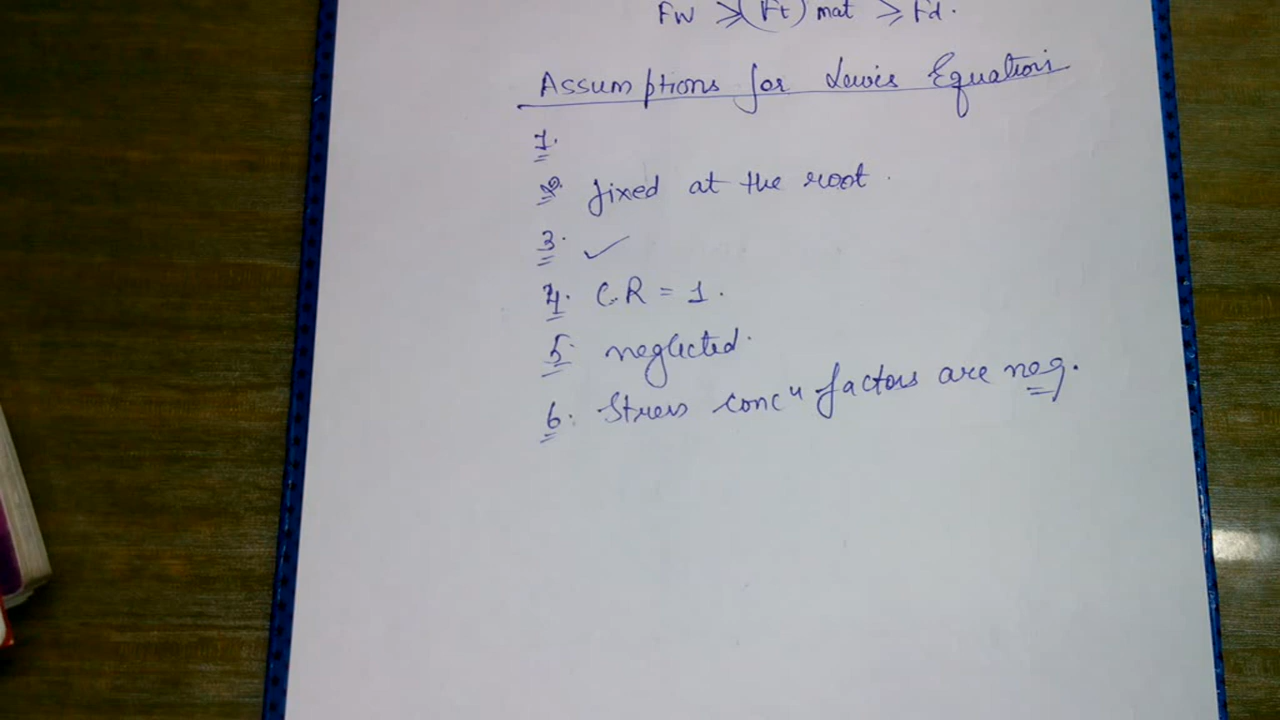 Fw ≥ (Ft) mat ≥ Fd.
Assumptions for Lewis Equation
1.
2. fixed at the root.
3. ✓
4. C.R = 1.
5. neglected.
6. Stress concn factors are neg.